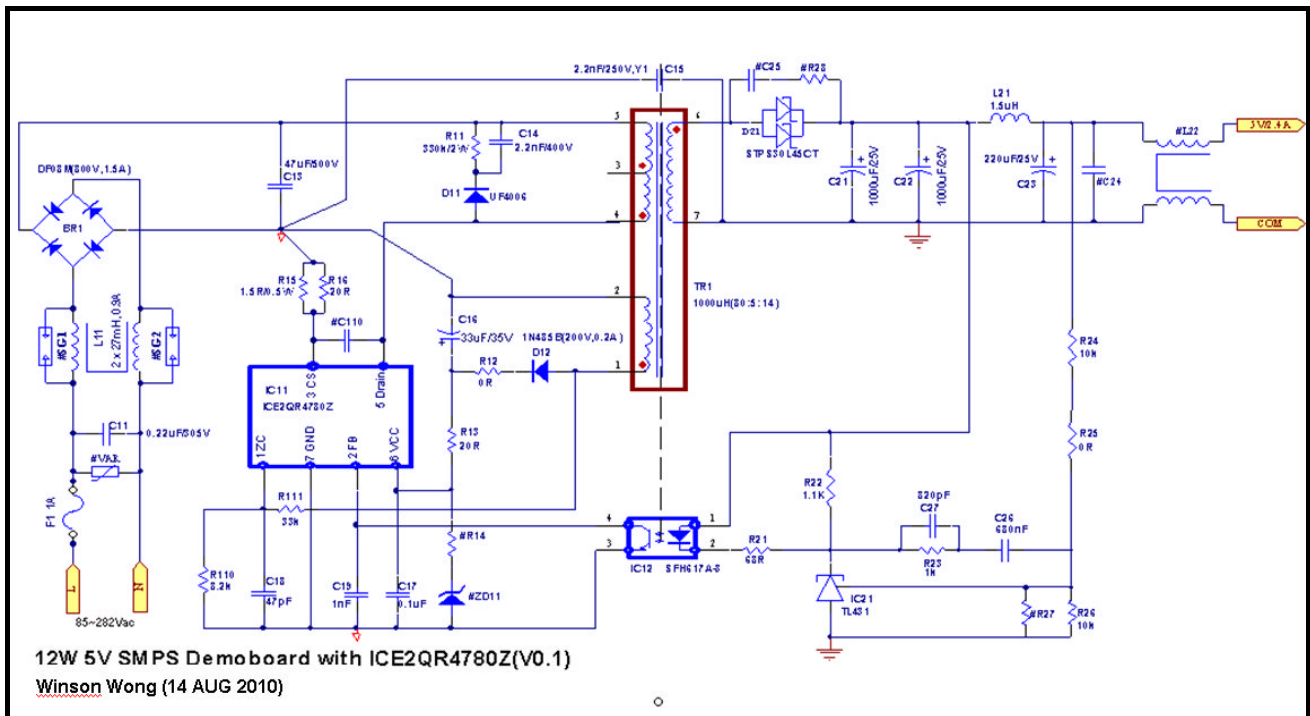 2.2nF/250V,Y1
C15
#C25
#R28
L21
1.5uH
5
6
D21
STPS30L45CT
5V/2.4A
#L22
R11
330K/2W
C14
2.2nF/400V
47uF/500V
C13
DF08M(800V,1.5A)
3
D11
UF4006
C21
1000uF/25V
C22
1000uF/25V
220uF/25V
C23
#C24
BR1
4
7
COM
R15
1.5R/0.5W
R16
20R
TR1
1000uH(80:5:14)
2
#SG1
L11
2 x 27mH,0.9A
#SG2
#C110
C16
33uF/35V
1N485B(200V,0.2A)
R12
0R
D12
1
R24
10K
IC11
ICE2QR4780Z
3 CS
5 Drain
1 ZC
7 GND
2 FB
6 VCC
C11
0.22uF/305V
R13
20R
R25
0R
#VAR
R22
1.1K
820pF
C27
C26
680nF
F1 1A
R111
33k
4
1
3
2
#R14
IC12
SFH617A-3
R21
68R
R23
1K
R110
8.2k
C18
47pF
C19
1nF
C17
0.1uF
#ZD11
IC21
TL431
#R27
R26
10K
L
N
85~282Vac
12W 5V SMPS Demoboard with ICE2QR4780Z(V0.1)
Winson Wong (14 AUG 2010)